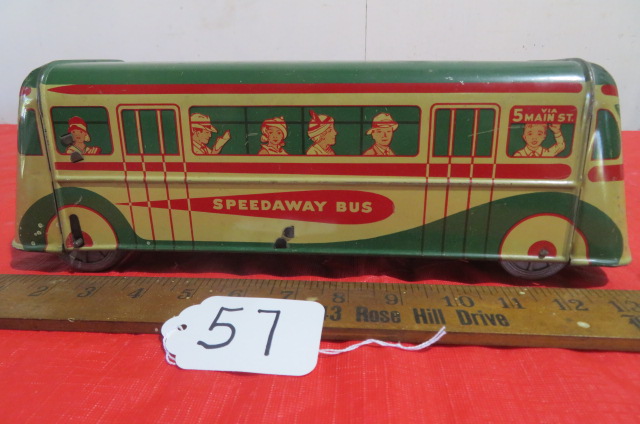 VIA
5 MAIN ST.
SPEEDAWAY BUS
2 3 4 5 6 7 8 9 10 11 12 13
3 Rose Hill Drive
57